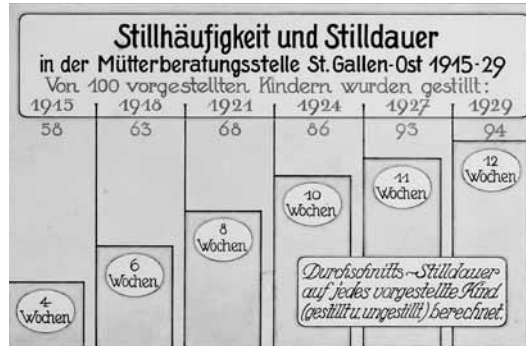 Stillhäufigkeit und Stilldauer
in der Mütterberatungsstelle St. Gallen-Ost 1915-29
Von 100 vorgestellten Kindern wurden gestillt:
1915 1918 1921 1924 1927 1929
58 63 68 86 93 94
12
Wochen
11
Wochen
10
Wochen
8
Wochen
6
Wochen
4
Wochen
Durchschnitts-Stilldauer
auf jedes vorgestellte Kind
(gestillt u. ungestillt) berechnet.